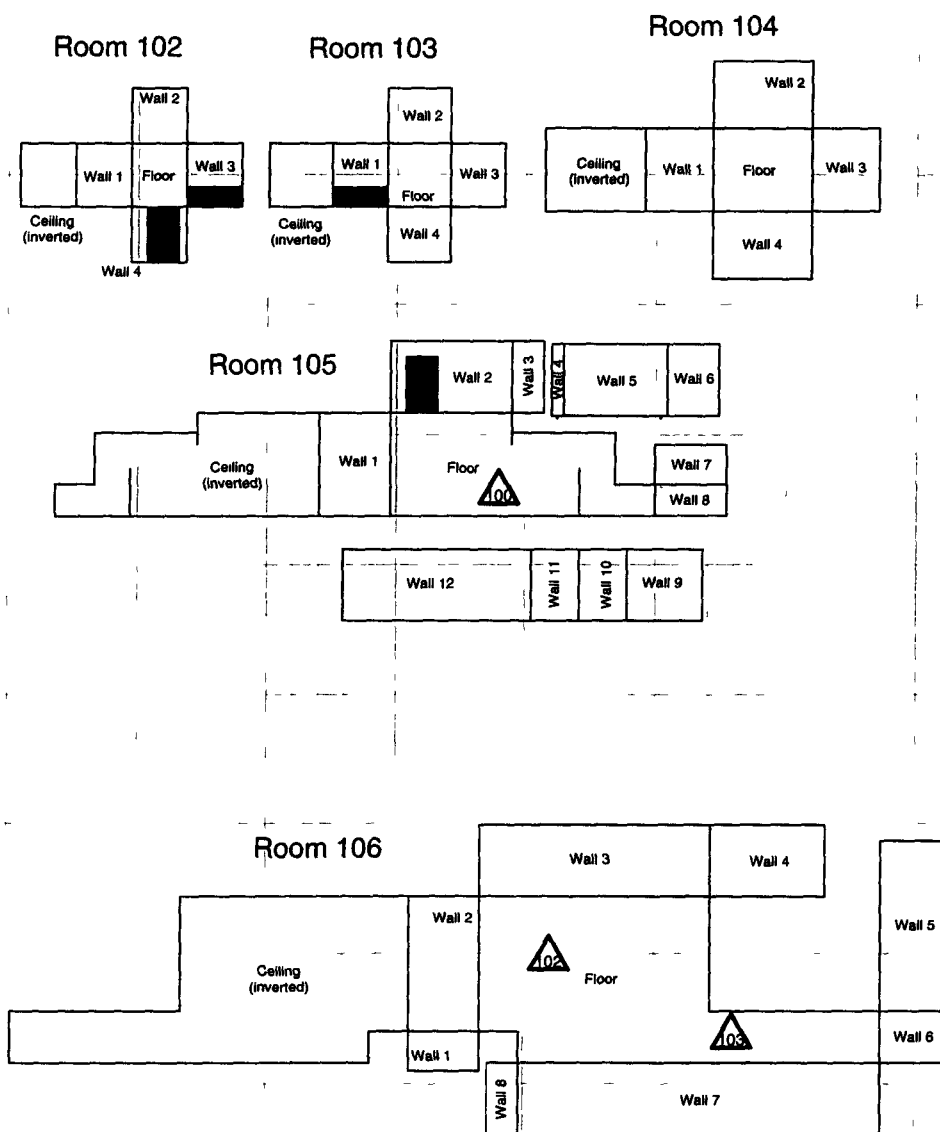 Room 102
Wall 2
Wall 1
Floor
Wall 3
Ceiling
(inverted)
Wall 4
Room 103
Wall 2
Wall 1
Wall 3
Floor
Ceiling
(inverted)
Wall 4
Room 104
Wall 2
Ceiling
(inverted)
Wall 1
Floor
Wall 3
Wall 4
Room 105
Wall 2
Wall 3
Wall 4
Wall 5
Wall 6
Ceiling
(inverted)
Wall 1
Floor
100
Wall 7
Wall 8
Wall 12
Wall 11
Wall 10
Wall 9
Room 106
Wall 3
Wall 4
Wall 2
Wall 5
Ceiling
(inverted)
102
Floor
103
Wall 6
Wall 1
Wall 8
Wall 7